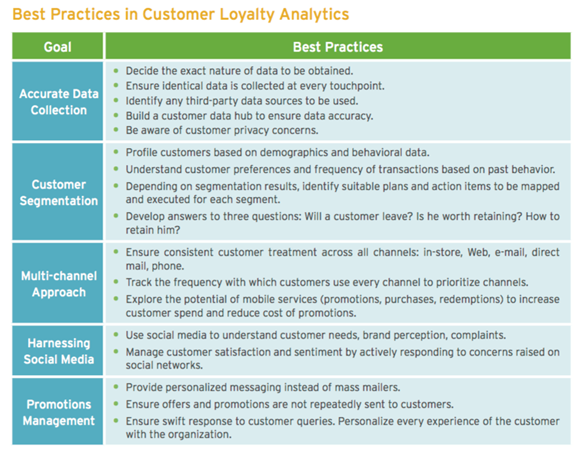 Best Practices in Customer Loyalty Analytics
Goal
Best Practices
Accurate Data
Collection
• Decide the exact nature of data to be obtained.
• Ensure identical data is collected at every touchpoint.
• Identify any third-party data sources to be used.
• Build a customer data hub to ensure data accuracy.
• Be aware of customer privacy concerns.
Customer
Segmentation
• Profile customers based on demographics and behavioral data.
• Understand customer preferences and frequency of transactions based on past behavior.
• Depending on segmentation results, identify suitable plans and action items to be mapped
and executed for each segment.
• Develop answers to three questions: Will a customer leave? Is he worth retaining? How to
retain him?
Multi-channel
Approach
• Ensure consistent customer treatment across all channels: in-store, Web, e-mail, direct
mail, phone.
• Track the frequency with which customers use every channel to prioritize channels.
• Explore the potential of mobile services (promotions, purchases, redemptions) to increase
customer spend and reduce cost of promotions.
Harnessing
Social Media
• Use social media to understand customer needs, brand perception, complaints.
• Manage customer satisfaction and sentiment by actively responding to concerns raised on
social networks.
Promotions
Management
• Provide personalized messaging instead of mass mailers.
• Ensure offers and promotions are not repeatedly sent to customers.
• Ensure swift response to customer queries. Personalize every experience of the customer
with the organization.